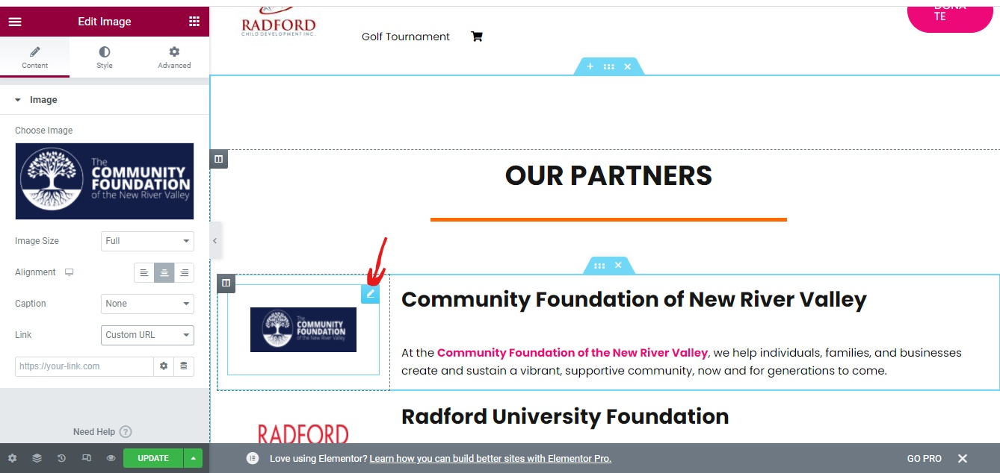 Edit Image
Content
Style
Advanced
Image
Choose Image
The
COMMUNITY
FOUNDATION
of the New River Valley
Image Size
Full
Alignment
Caption
None
Link
Custom URL
https://your-link.com
Need Help ?
UPDATE
RADFORD
CHILD DEVELOPMENT INC.
Golf Tournament
DONA
TE
OUR PARTNERS
The
COMMUNITY
FOUNDATION
of the New River Valley
Community Foundation of New River Valley
At the Community Foundation of the New River Valley, we help individuals, families, and businesses
create and sustain a vibrant, supportive community, now and for generations to come.
Radford University Foundation
RADFORD
Love using Elementor? Learn how you can build better sites with Elementor Pro.
GO PRO